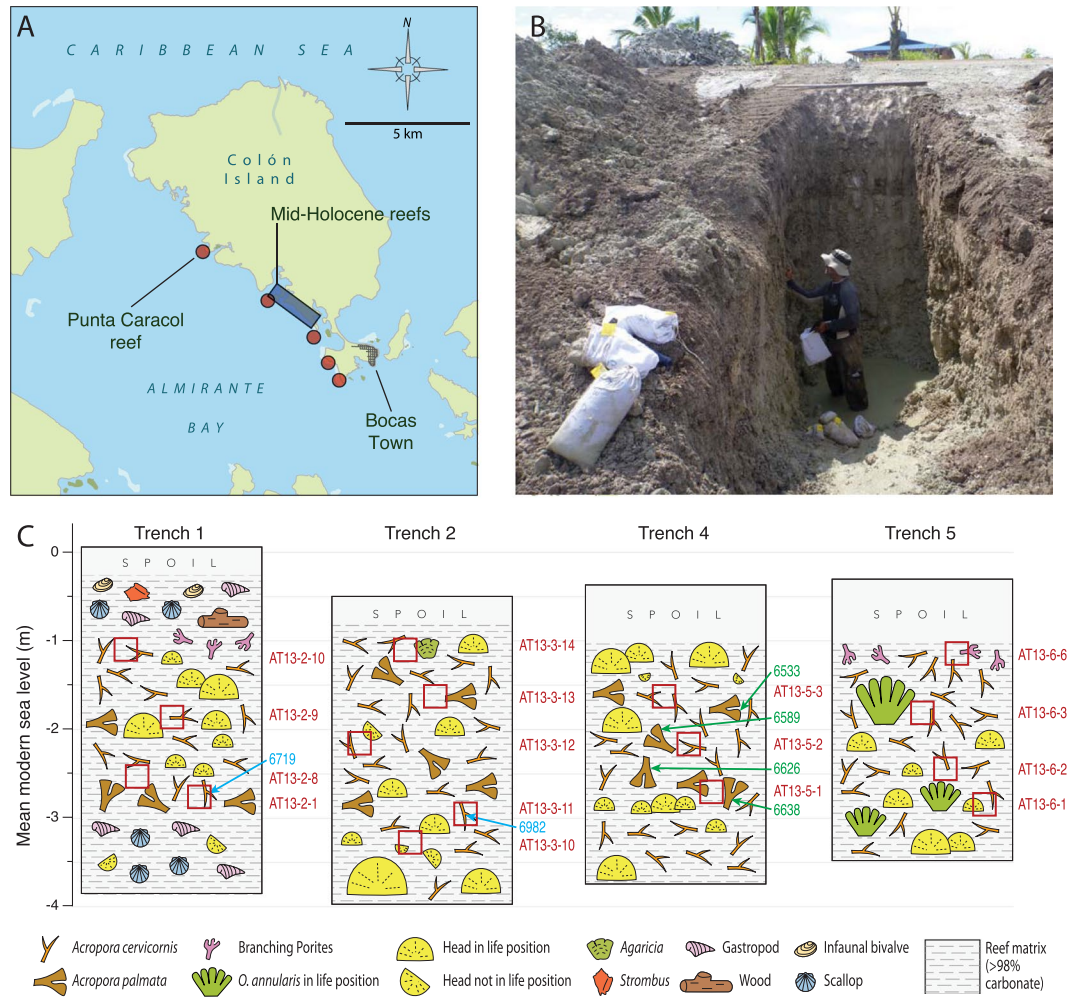 A
CARIBBEAN SEA
N
5 km
Colón
Island
Mid-Holocene reefs
Punta Caracol
reef
ALMIRANTE
BAY
Bocas
Town
B
C
Trench 1
Trench 2
Trench 4
Trench 5
Mean modern sea level (m)
0
-1
-2
-3
-4
SPOIL
AT13-2-10
AT13-2-9
6719
AT13-2-8
AT13-2-1
SPOIL
AT13-3-14
AT13-3-13
AT13-3-12
AT13-3-11
6982
AT13-3-10
SPOIL
6533
AT13-5-3
6589
AT13-5-2
6626
AT13-5-1
6638
SPOIL
AT13-6-6
AT13-6-3
AT13-6-2
AT13-6-1
Acropora cervicornis
Branching Porites
Head in life position
Agaricia
Gastropod
Infaunal bivalve
Reef matrix
(>98%
carbonate)
Acropora palmata
O. annularis in life position
Head not in life position
Strombus
Wood
Scallop